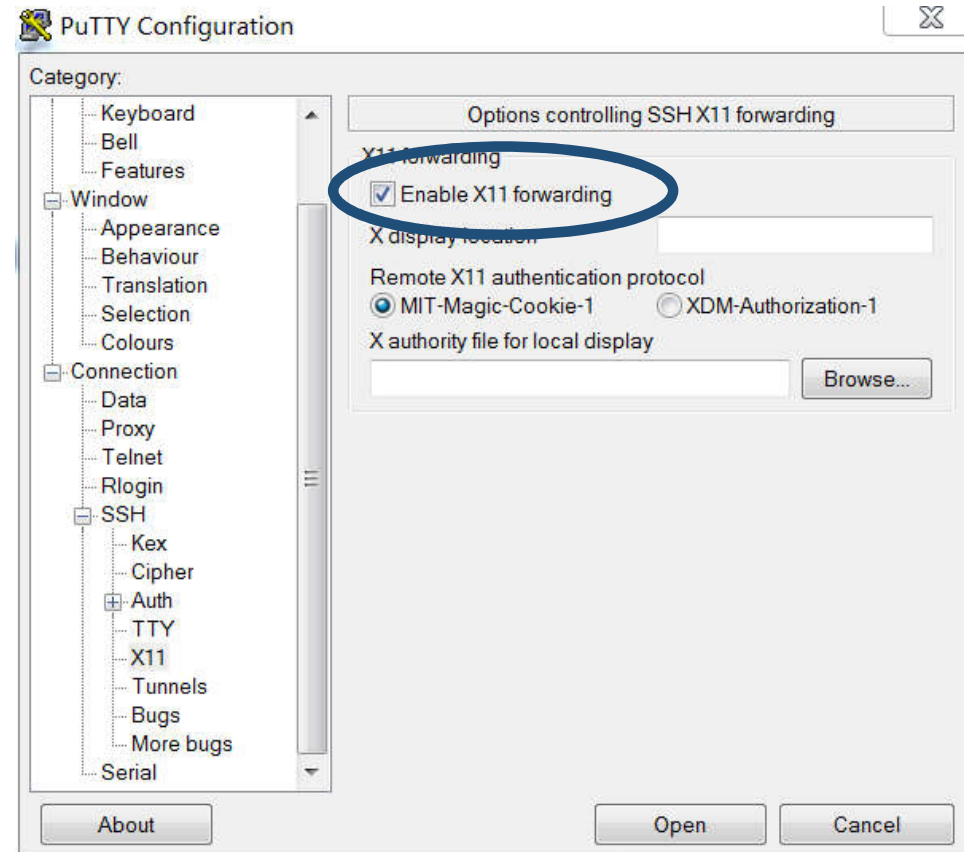 PuTTY Configuration
Category:
Keyboard
Bell
Features
Window
Appearance
Behaviour
Translation
Selection
Colours
Connection
Data
Proxy
Telnet
Rlogin
SSH
Kex
Cipher
Auth
TTY
X11
Tunnels
Bugs
More bugs
Serial
Options controlling SSH X11 forwarding
X11 forwarding
Enable X11 forwarding
X display location
Remote X11 authentication protocol
MIT-Magic-Cookie-1 XDM-Authorization-1
X authority file for local display
Browse...
About Open Cancel